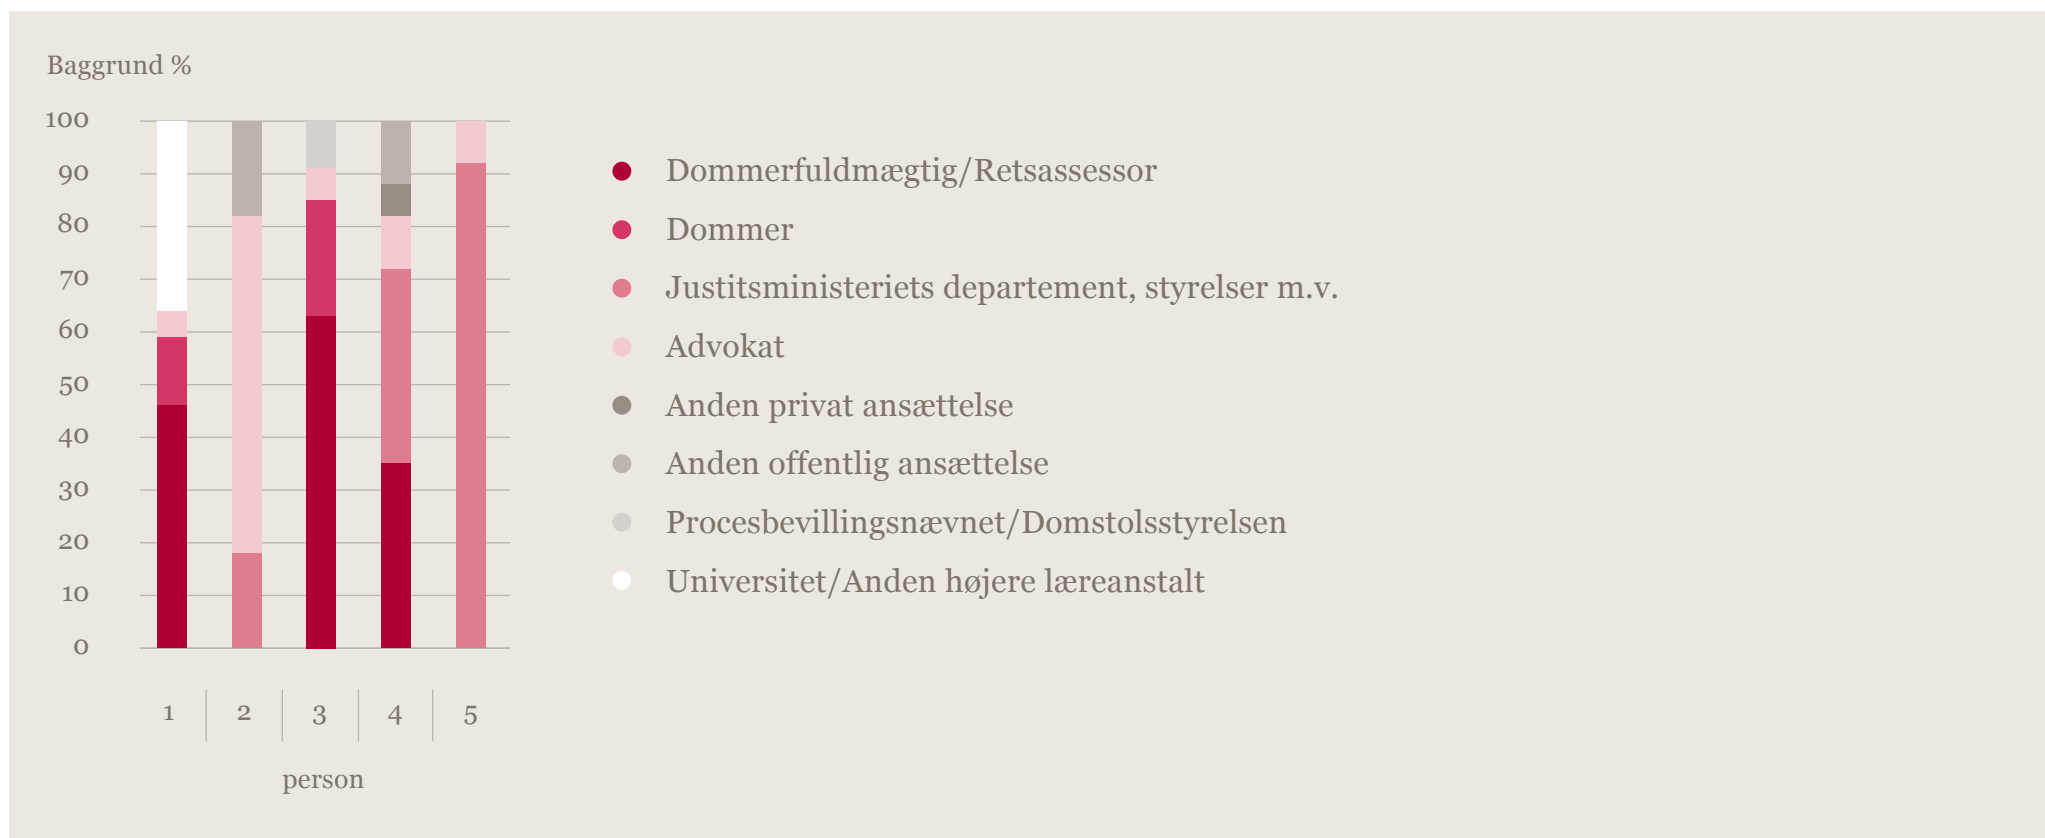 Baggrund %
100
90
80
70
60
50
40
30
20
10
0
1 2 3 4 5
person
Dommerfuldmægtig/Retsassessor
Dommer
Justitsministeriets departement, styrelser m.v.
Advokat
Anden privat ansættelse
Anden offentlig ansættelse
Procesbevillingsnævnet/Domstolsstyrelsen
Universitet/Anden højere læreanstalt